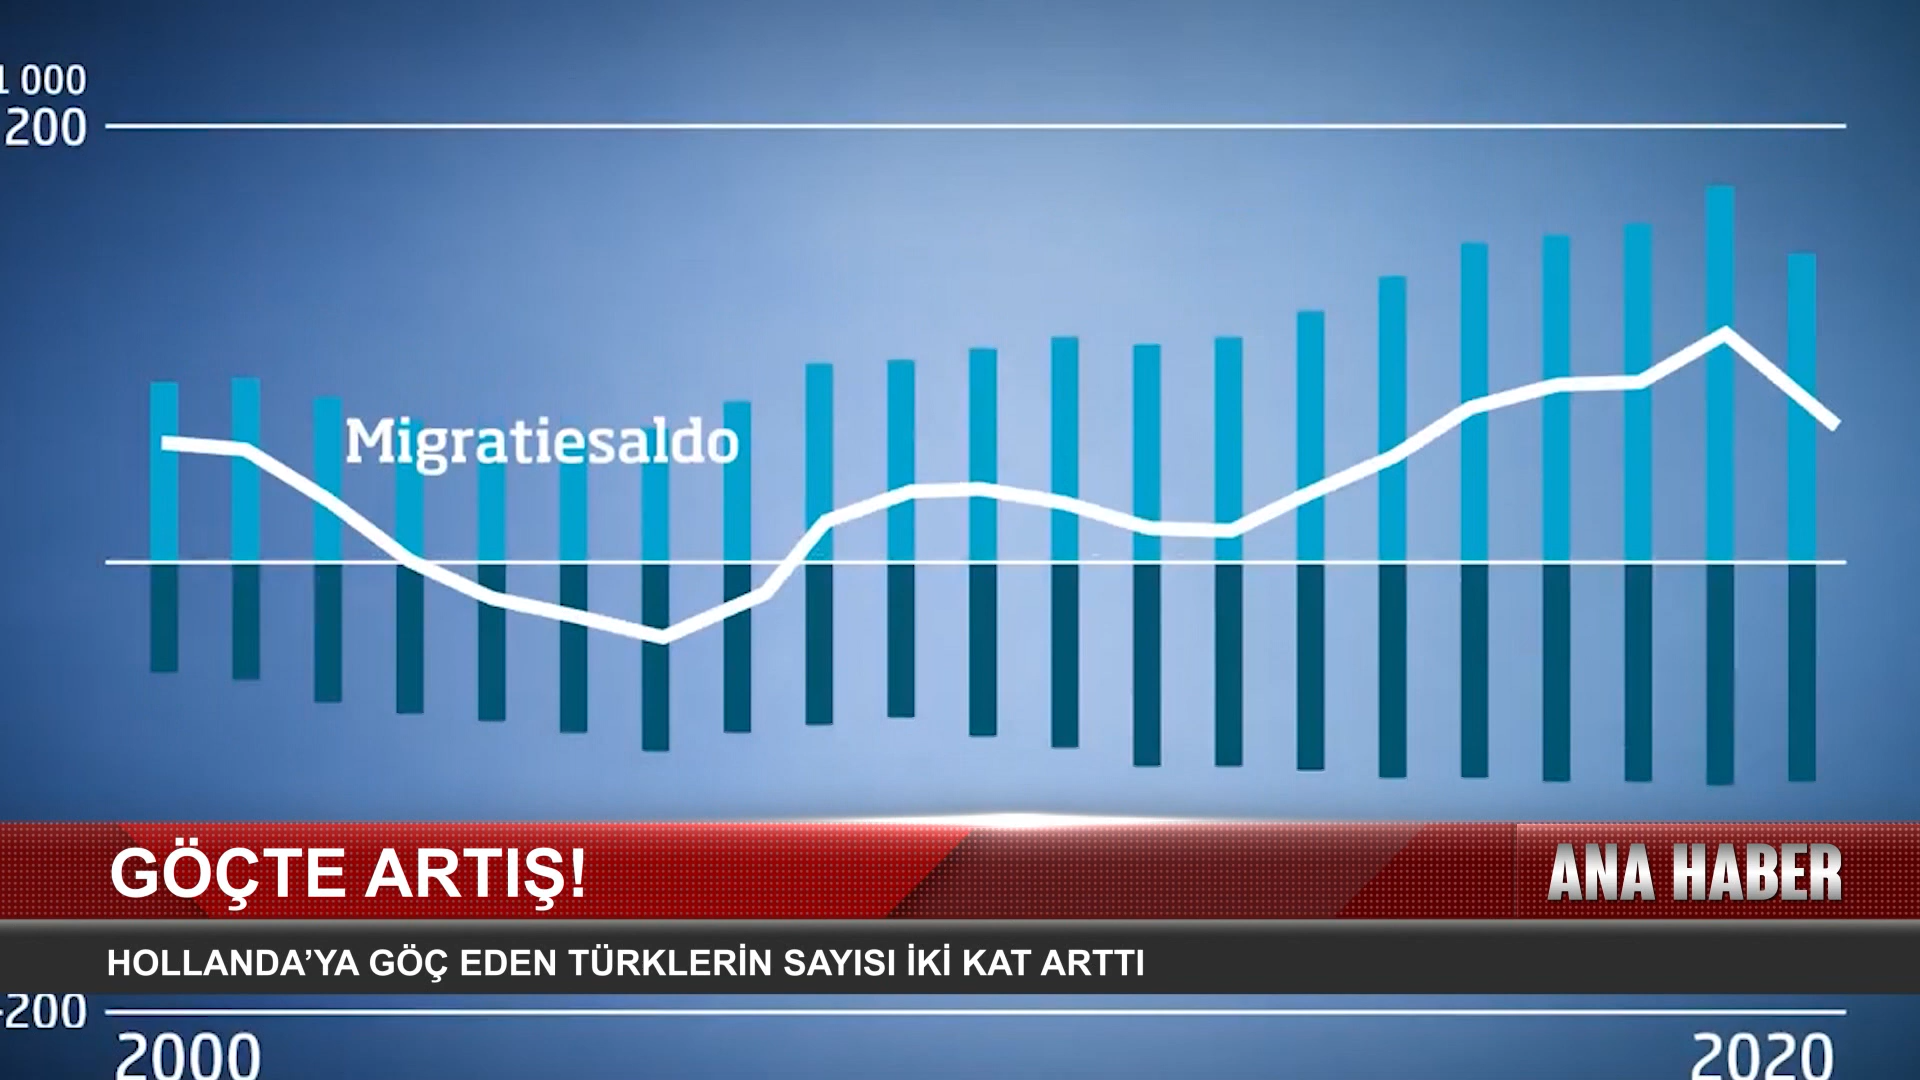 1 000
200
Migratiesaldo
GÖÇTE ARTIŞ!
ANA HABER
HOLLANDA’YA GÖÇ EDEN TÜRKLERİN SAYISI İKİ KAT ARTTI
-200
2000
2020